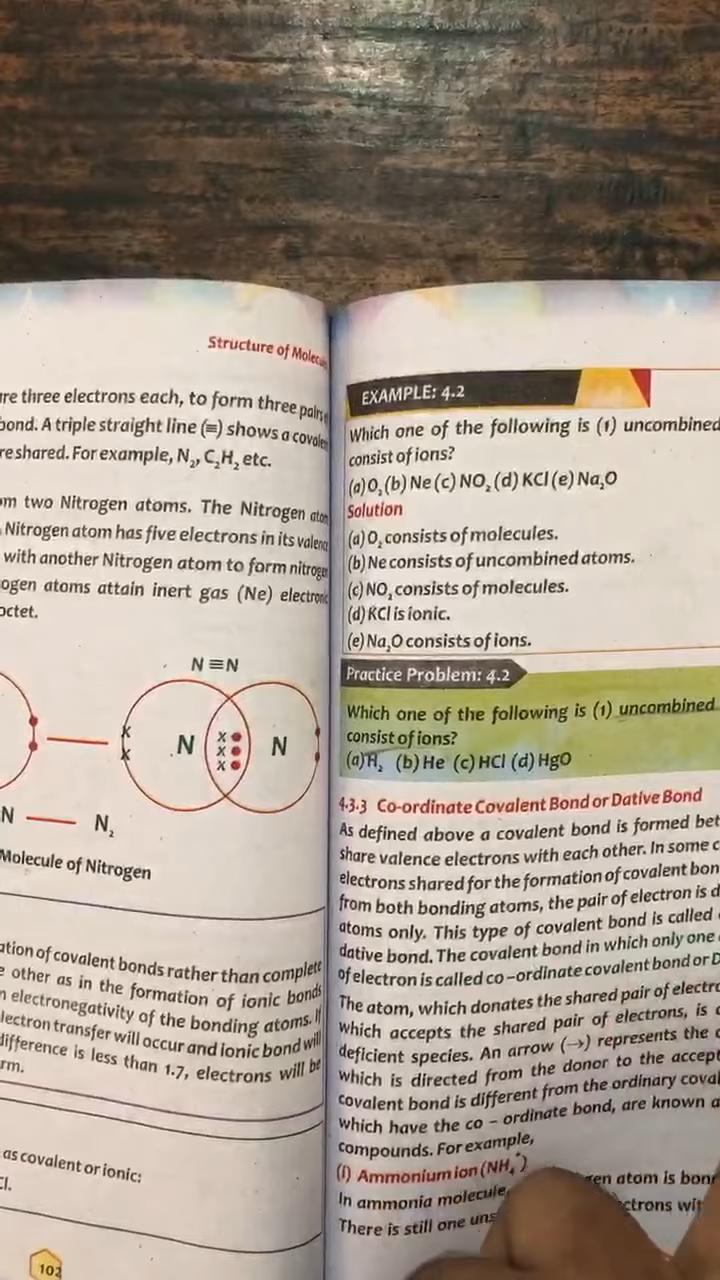 Structure of
are three electrons each, to form three pairs
bond. A triple straight line (≡) shows a
re shared. For example, N₂, C₂H₂ etc.
om two Nitrogen atoms. The Nitrogen
Nitrogen atom has five electrons in its
with another Nitrogen atom to form
ogen atoms attain inert gas (Ne)
octet.
N≡N
x
x
N
x
x
x
N
N
N₂
Molecule of Nitrogen
ation of covalent bonds rather than complete
other as in the formation of ionic bonds
electronegativity of the bonding atoms. If
lectron transfer will occur and ionic bond will
difference is less than 1.7, electrons will be
rm.
as covalent or ionic:
Cl.
102
EXAMPLE: 4.2
Which one of the following is (1) uncombined
consist of ions?
(a) O₂ (b) Ne (c) NO₂ (d) KCl (e) Na₂O
Solution
(a) O₂ consists of molecules.
(b) Ne consists of uncombined atoms.
(c) NO₂ consists of molecules.
(d) KCl is ionic.
(e) Na₂O consists of ions.
Practice Problem: 4.2
Which one of the following is (1) uncombined
consist of ions?
(a) H₂ (b) He (c) HCl (d) HgO
4.3.3 Co-ordinate Covalent Bond or Dative Bond
As defined above a covalent bond is formed bet
share valence electrons with each other. In some c
electrons shared for the formation of covalent bon
from both bonding atoms, the pair of electron is d
atoms only. This type of covalent bond is called
dative bond. The covalent bond in which only one
of electron is called co-ordinate covalent bond or D
The atom, which donates the shared pair of electr
which accepts the shared pair of electrons, is
deficient species. An arrow (→) represents the
which is directed from the donor to the accept
covalent bond is different from the ordinary coval
which have the co - ordinate bond, are known a
compounds. For example,
(i) Ammonium ion (NH₄⁺)
In ammonia molecule, gen atom is bon
There is still one uns ctrons wit